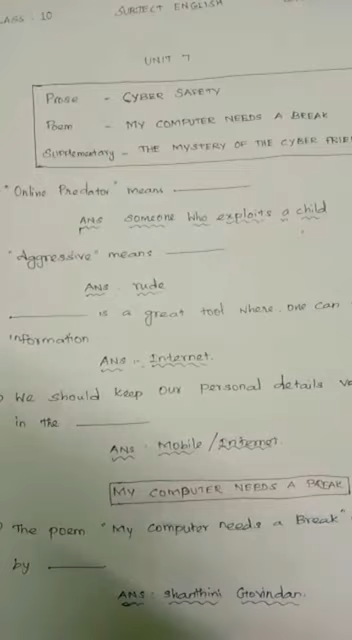 CLASS - 10 SUBJECT ENGLISH
UNIT 7
Prose - CYBER SAFETY
Poem - MY COMPUTER NEEDS A BREAK
Supplementary - THE MYSTERY OF THE CYBER
"Online Predator" means
Ans someone who exploits a child
"Aggressive" means
Ans . rude
is a great tool where one can
information
Ans :- Internet.
We should keep our personal details
in the
Ans . Mobile / Internet.
MY COMPUTER NEEDS A BREAK
The poem "My Computer needs a Break"
by
Ans : Shanthini Govindan.